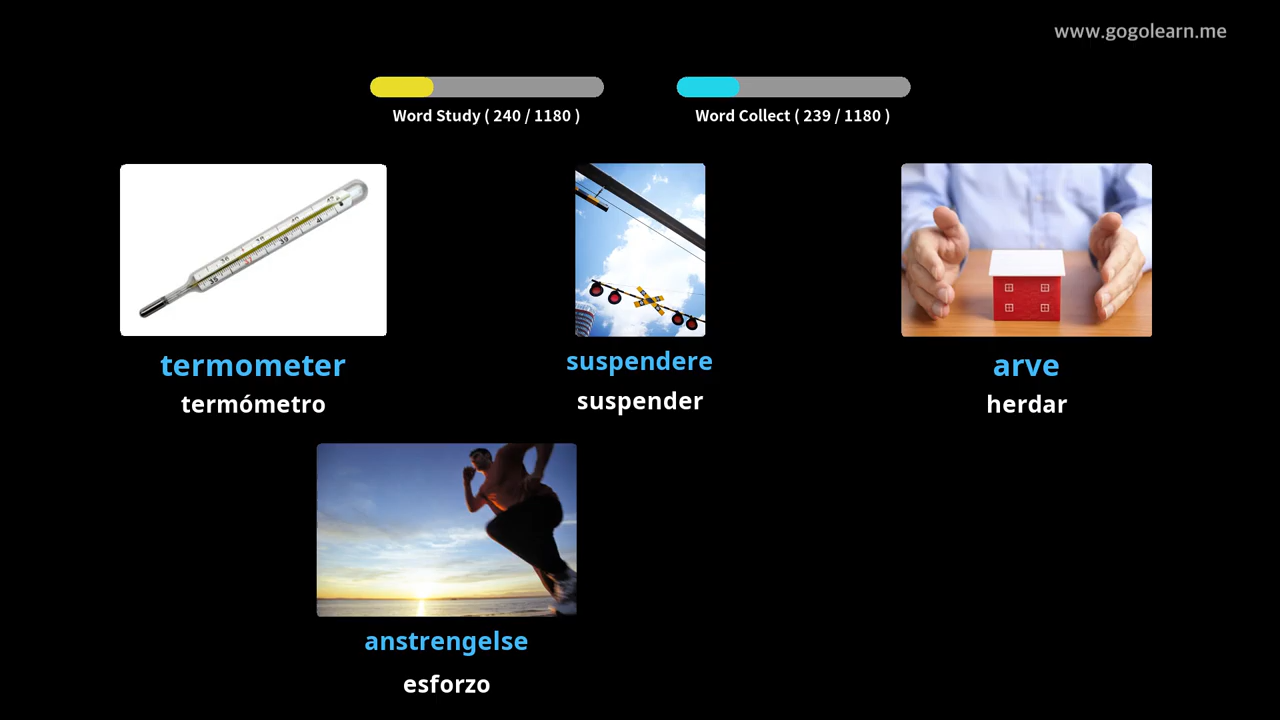 www.gogolearn.me
Word Study ( 240 / 1180 )
Word Collect ( 239 / 1180 )
termometer
termómetro
suspendere
suspender
arve
herdar
anstrengelse
esforzo